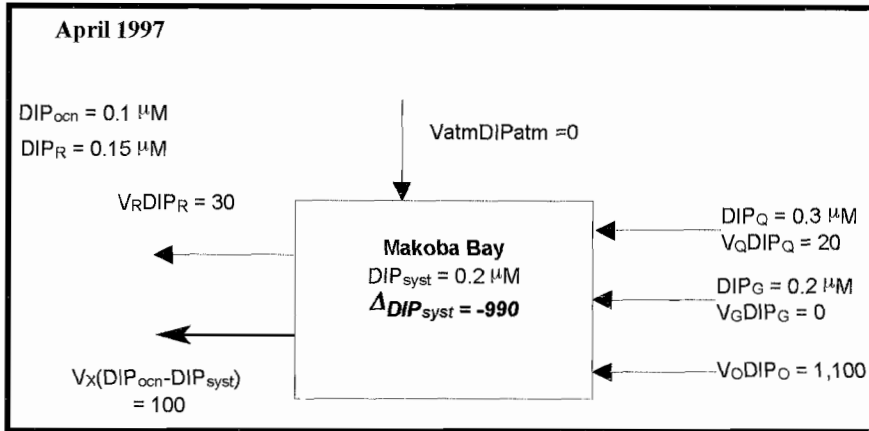 April 1997
DIPocn = 0.1 µM
DIPR = 0.15 µM
VatmDIPatm =0
VRDIPR = 30
DIPQ = 0.3 µM
VQDIPQ = 20
Makoba Bay
DIPsyst = 0.2 µM
ΔDIPsyst = -990
DIPG = 0.2 µM
VGDIPG = 0
VODIPO = 1,100
VX(DIPocn-DIPsyst)
= 100